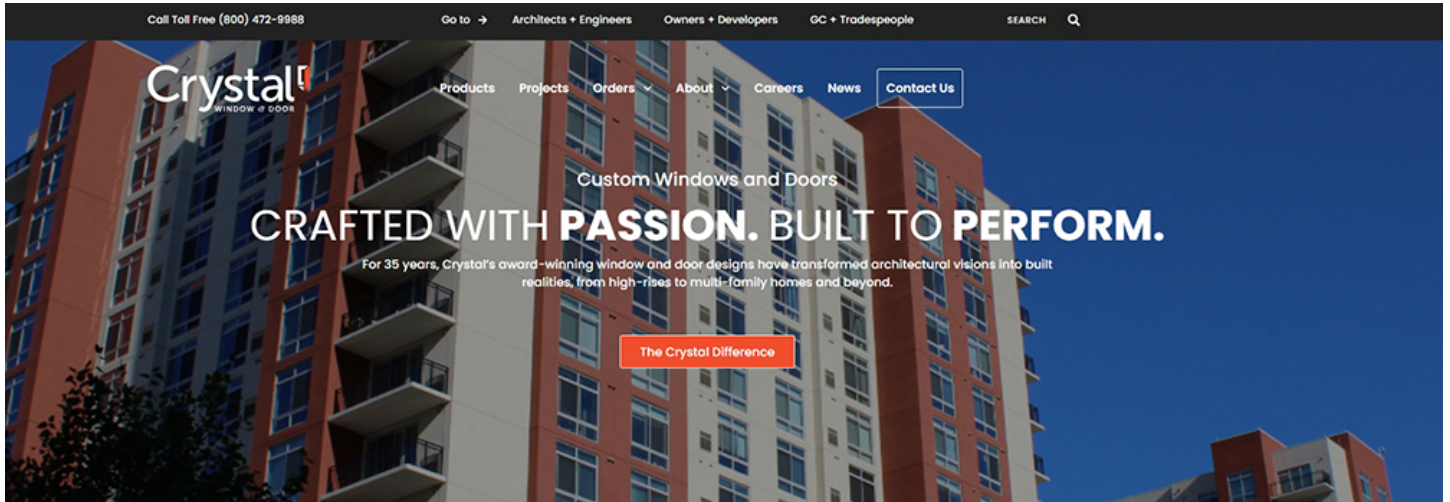 Call Toll Free (800) 472-9988
Go to → Architects + Engineers Owners + Developers GC + Tradespeople
SEARCH
Crystal
WINDOW & DOOR
Products Projects Orders About Careers News Contact Us
Custom Windows and Doors
CRAFTED WITH PASSION. BUILT TO PERFORM.
For 35 years, Crystal's award-winning window and door designs have transformed architectural visions into built
realities, from high-rises to multi-family homes and beyond.
The Crystal Difference